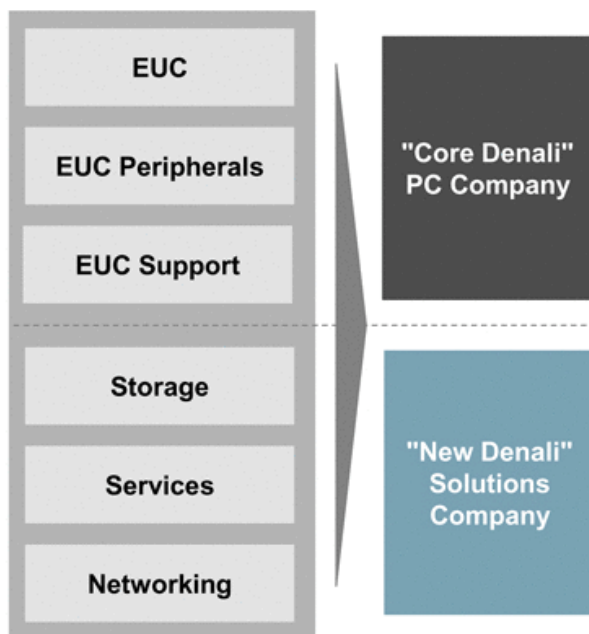 EUC
EUC Peripherals
EUC Support
Storage
Services
Networking
"Core Denali"
PC Company
"New Denali"
Solutions
Company